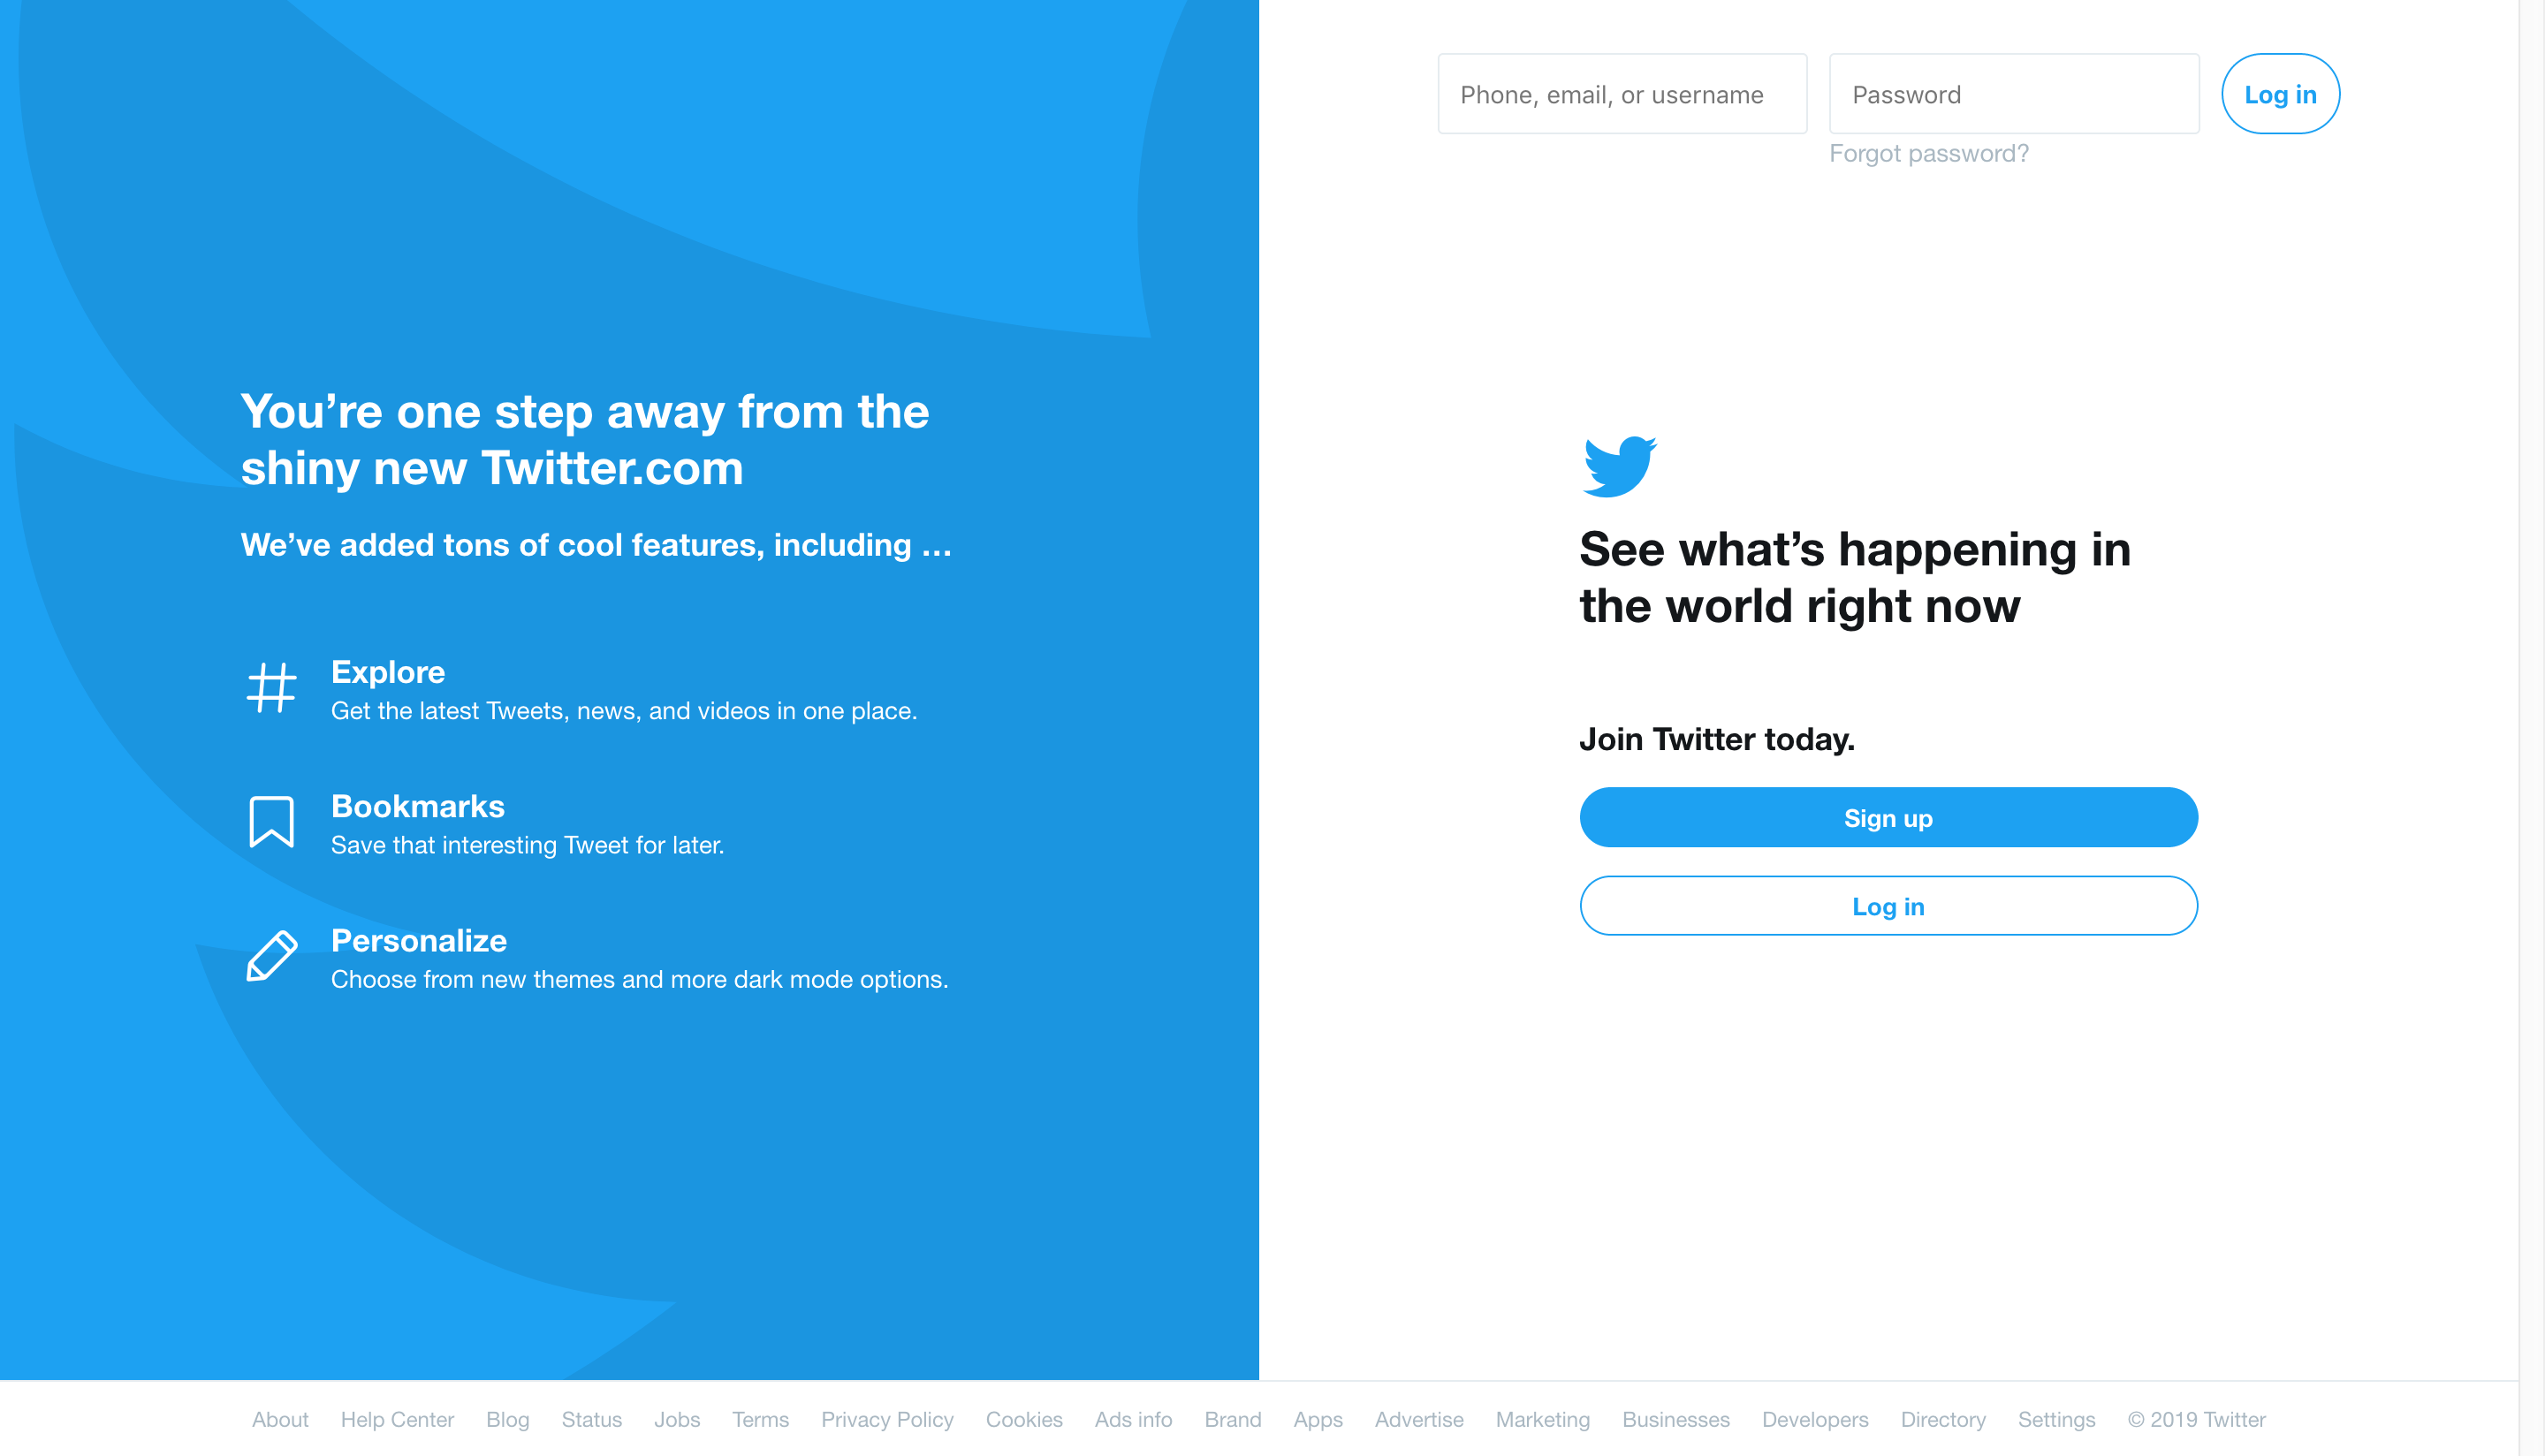 Phone, email, or username
Password
Log in
Forgot password?
You’re one step away from the
shiny new Twitter.com
We’ve added tons of cool features, including …
Explore
Get the latest Tweets, news, and videos in one place.
Bookmarks
Save that interesting Tweet for later.
Personalize
Choose from new themes and more dark mode options.
See what’s happening in
the world right now
Join Twitter today.
Sign up
Log in
About Help Center Blog Status Jobs Terms Privacy Policy Cookies Ads info Brand Apps Advertise Marketing Businesses Developers Directory Settings © 2019 Twitter